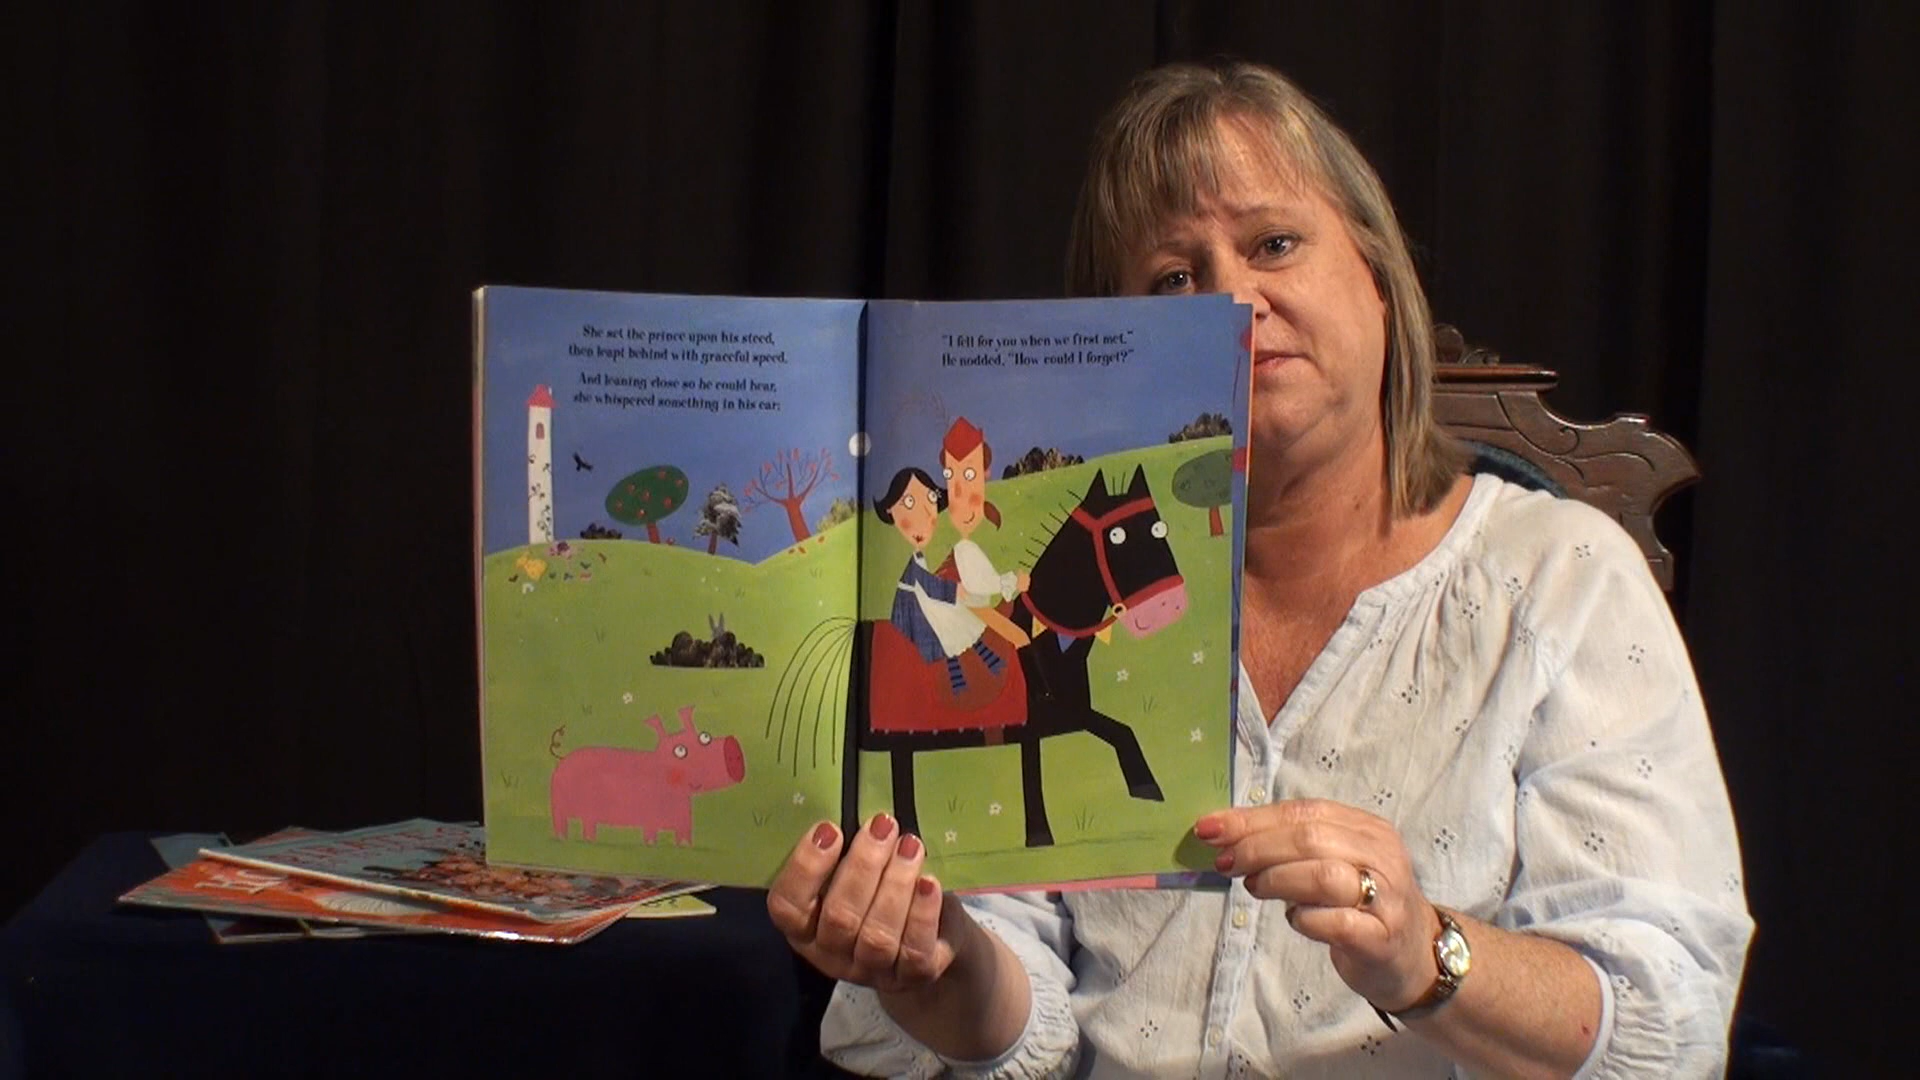 She set the prince upon his steed,
then leapt behind with graceful speed.
And leaning close so he could hear,
she whispered something in his ear:
"I fell for you when we first met."
He nodded. "How could I forget?"